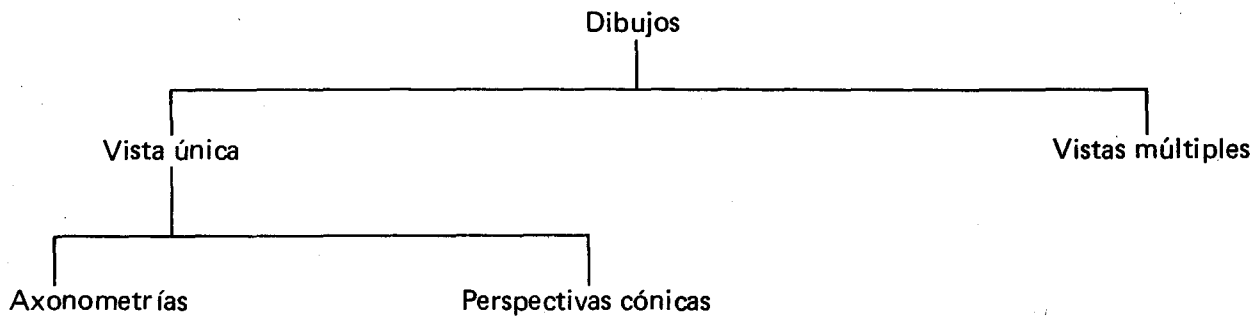 Dibujos
Vista única
Vistas múltiples
Axonometrías
Perspectivas cónicas